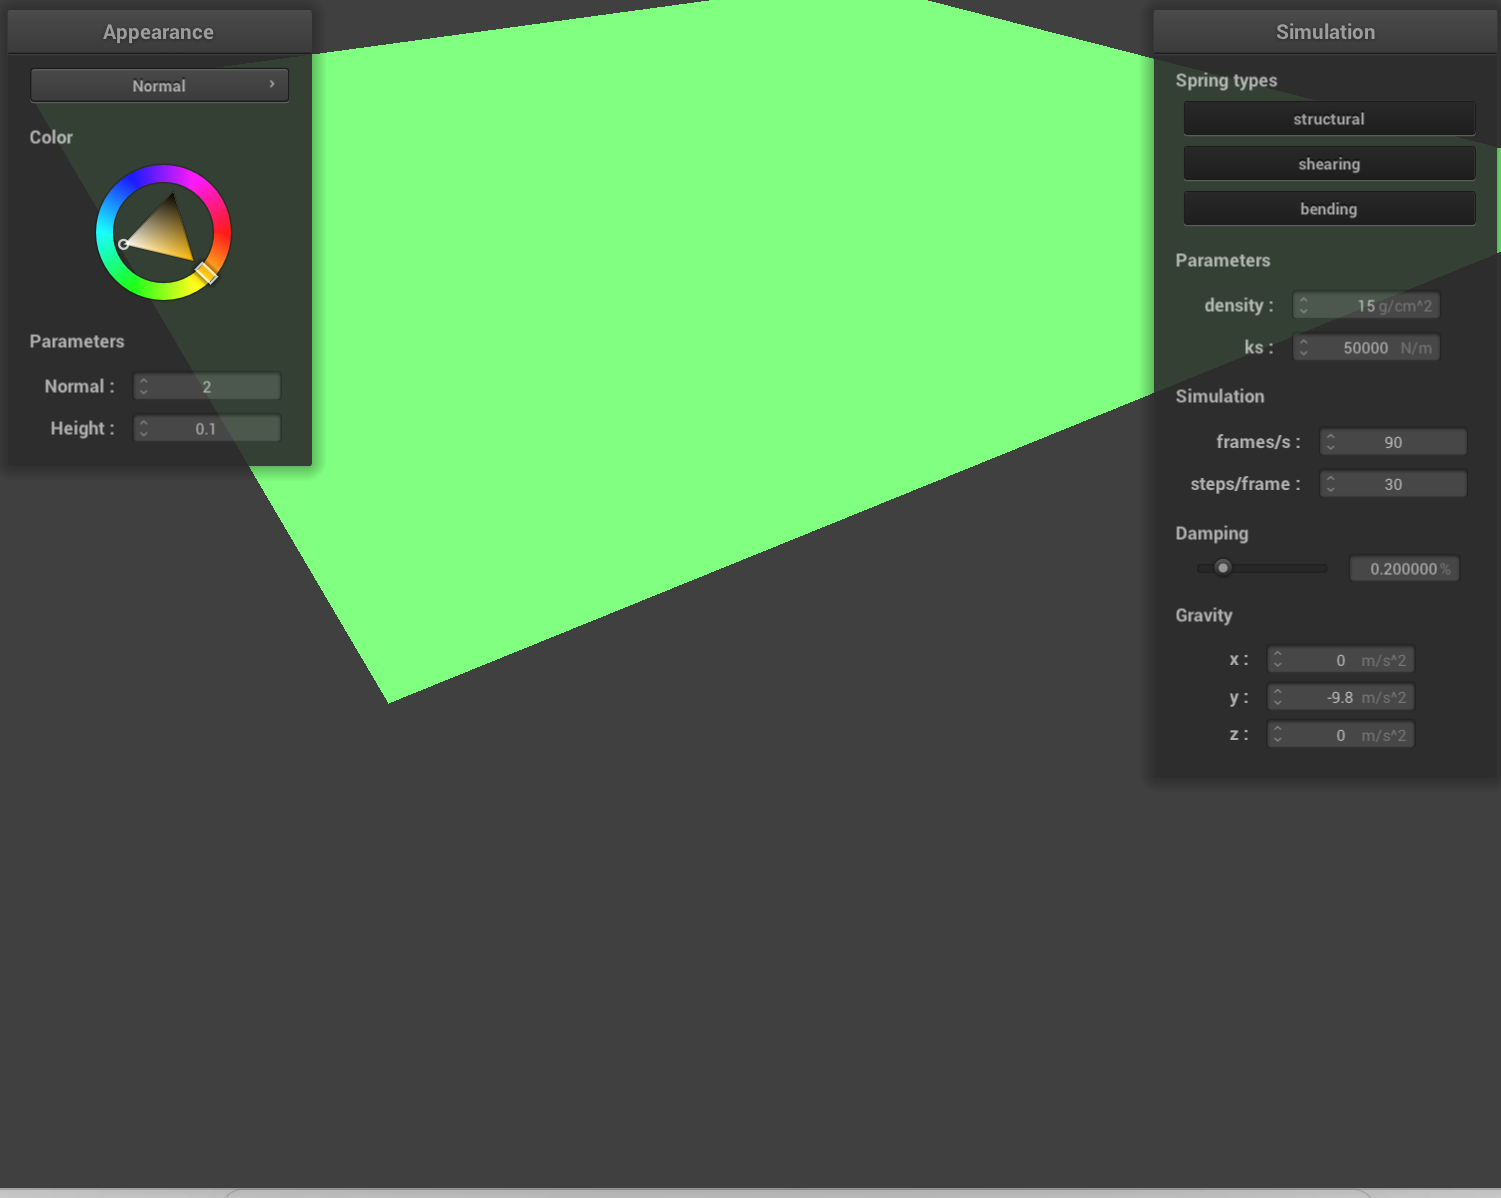 Appearance
Normal
Color
Parameters
Normal : 2
Height : 0.1
Simulation
Spring types
structural
shearing
bending
Parameters
density : 15 g/cm^2
ks : 50000 N/m
Simulation
frames/s : 90
steps/frame : 30
Damping
0.200000 %
Gravity
x : 0 m/s^2
y : -9.8 m/s^2
z : 0 m/s^2